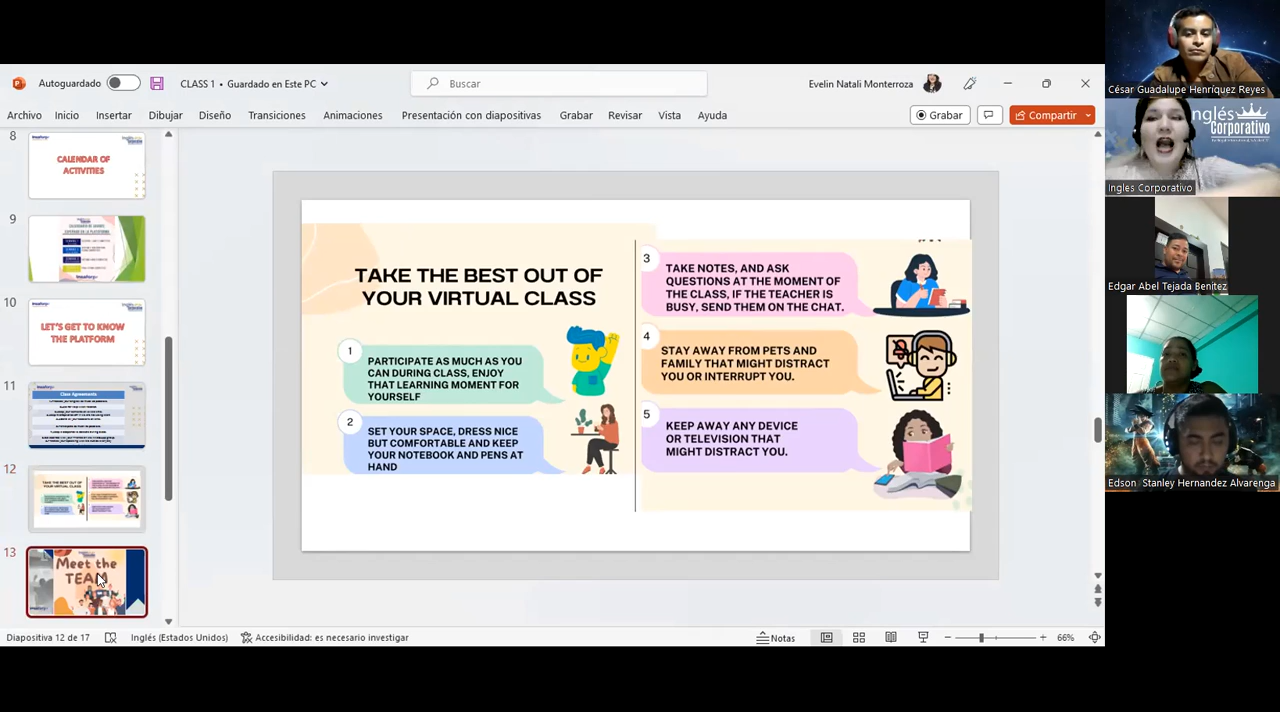 Autoguardado
CLASS 1 • Guardado en Este PC
Buscar
Evelin Natali Monterroza
Archivo Inicio Insertar Dibujar Diseño Transiciones Animaciones Presentación con diapositivas Grabar Revisar Vista Ayuda
Grabar
Compartir
8
CALENDAR OF
ACTIVITIES
9
10
LET'S GET TO KNOW
THE PLATFORM
11
Class Agreements
12
13
Meet the
TEAM
TAKE THE BEST OUT OF
YOUR VIRTUAL CLASS
1
PARTICIPATE AS MUCH AS YOU
CAN DURING CLASS, ENJOY
THAT LEARNING MOMENT FOR
YOURSELF
2
SET YOUR SPACE, DRESS NICE
BUT COMFORTABLE AND KEEP
YOUR NOTEBOOK AND PENS AT
HAND
3
TAKE NOTES, AND ASK
QUESTIONS AT THE MOMENT OF
THE CLASS, IF THE TEACHER IS
BUSY, SEND THEM ON THE CHAT.
4
STAY AWAY FROM PETS AND
FAMILY THAT MIGHT DISTRACT
YOU OR INTERRUPT YOU.
5
KEEP AWAY ANY DEVICE
OR TELEVISION THAT
MIGHT DISTRACT YOU.
Diapositiva 12 de 17
Inglés (Estados Unidos)
Accesibilidad: es necesario investigar
Notas
66%
César Guadalupe Henríquez Reyes
Inglés
Corporativo
Ingles Corporativo
Edgar Abel Tejada Benitez
Edson Stanley Hernandez Alvarenga